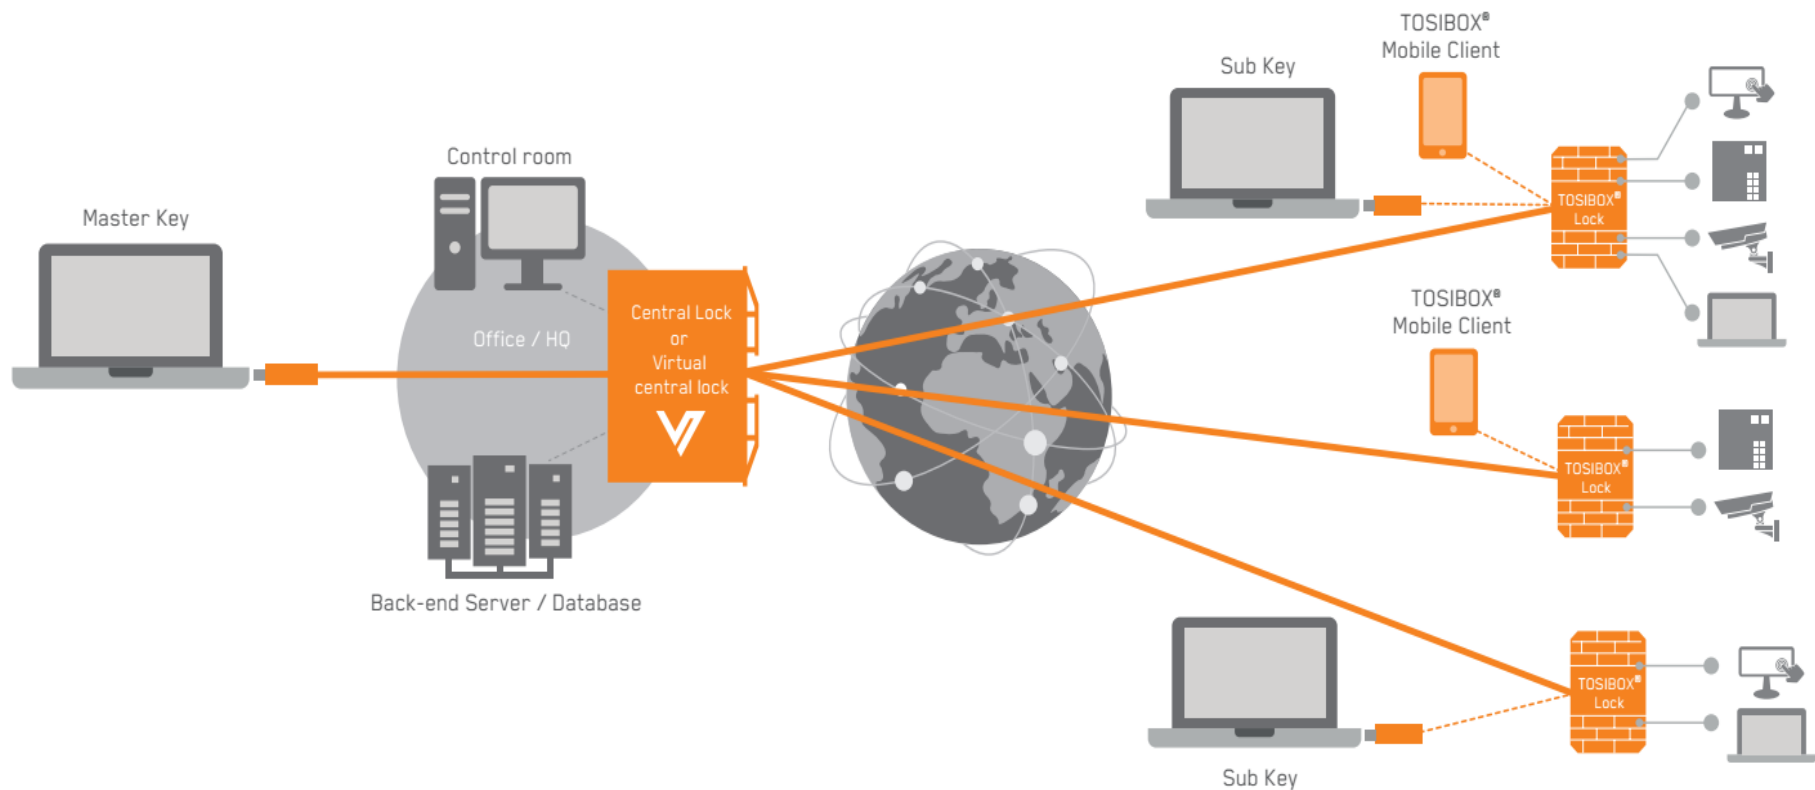 Master Key
Control room
Office / HQ
Back-end Server / Database
Central Lock
or
Virtual
central lock
Sub Key
TOSIBOX®
Mobile Client
TOSIBOX®
Lock
TOSIBOX®
Mobile Client
TOSIBOX®
Lock
Sub Key
TOSIBOX®
Lock